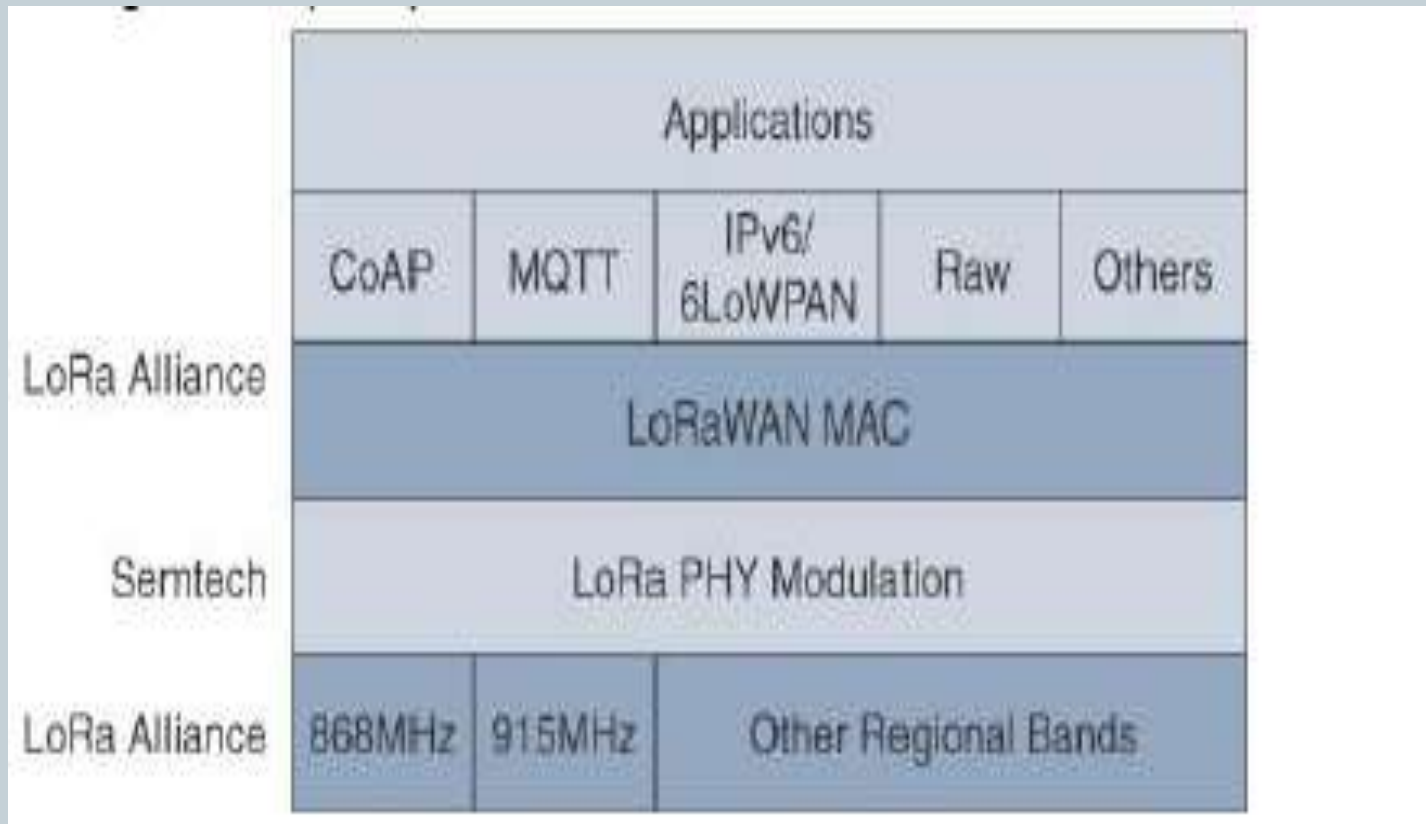 Applications
CoAP
MQTT
IPv6/
6LoWPAN
Raw
Others
LoRa Alliance
LoRaWAN MAC
Semtech
LoRa PHY Modulation
LoRa Alliance
868MHz
915MHz
Other Regional Bands